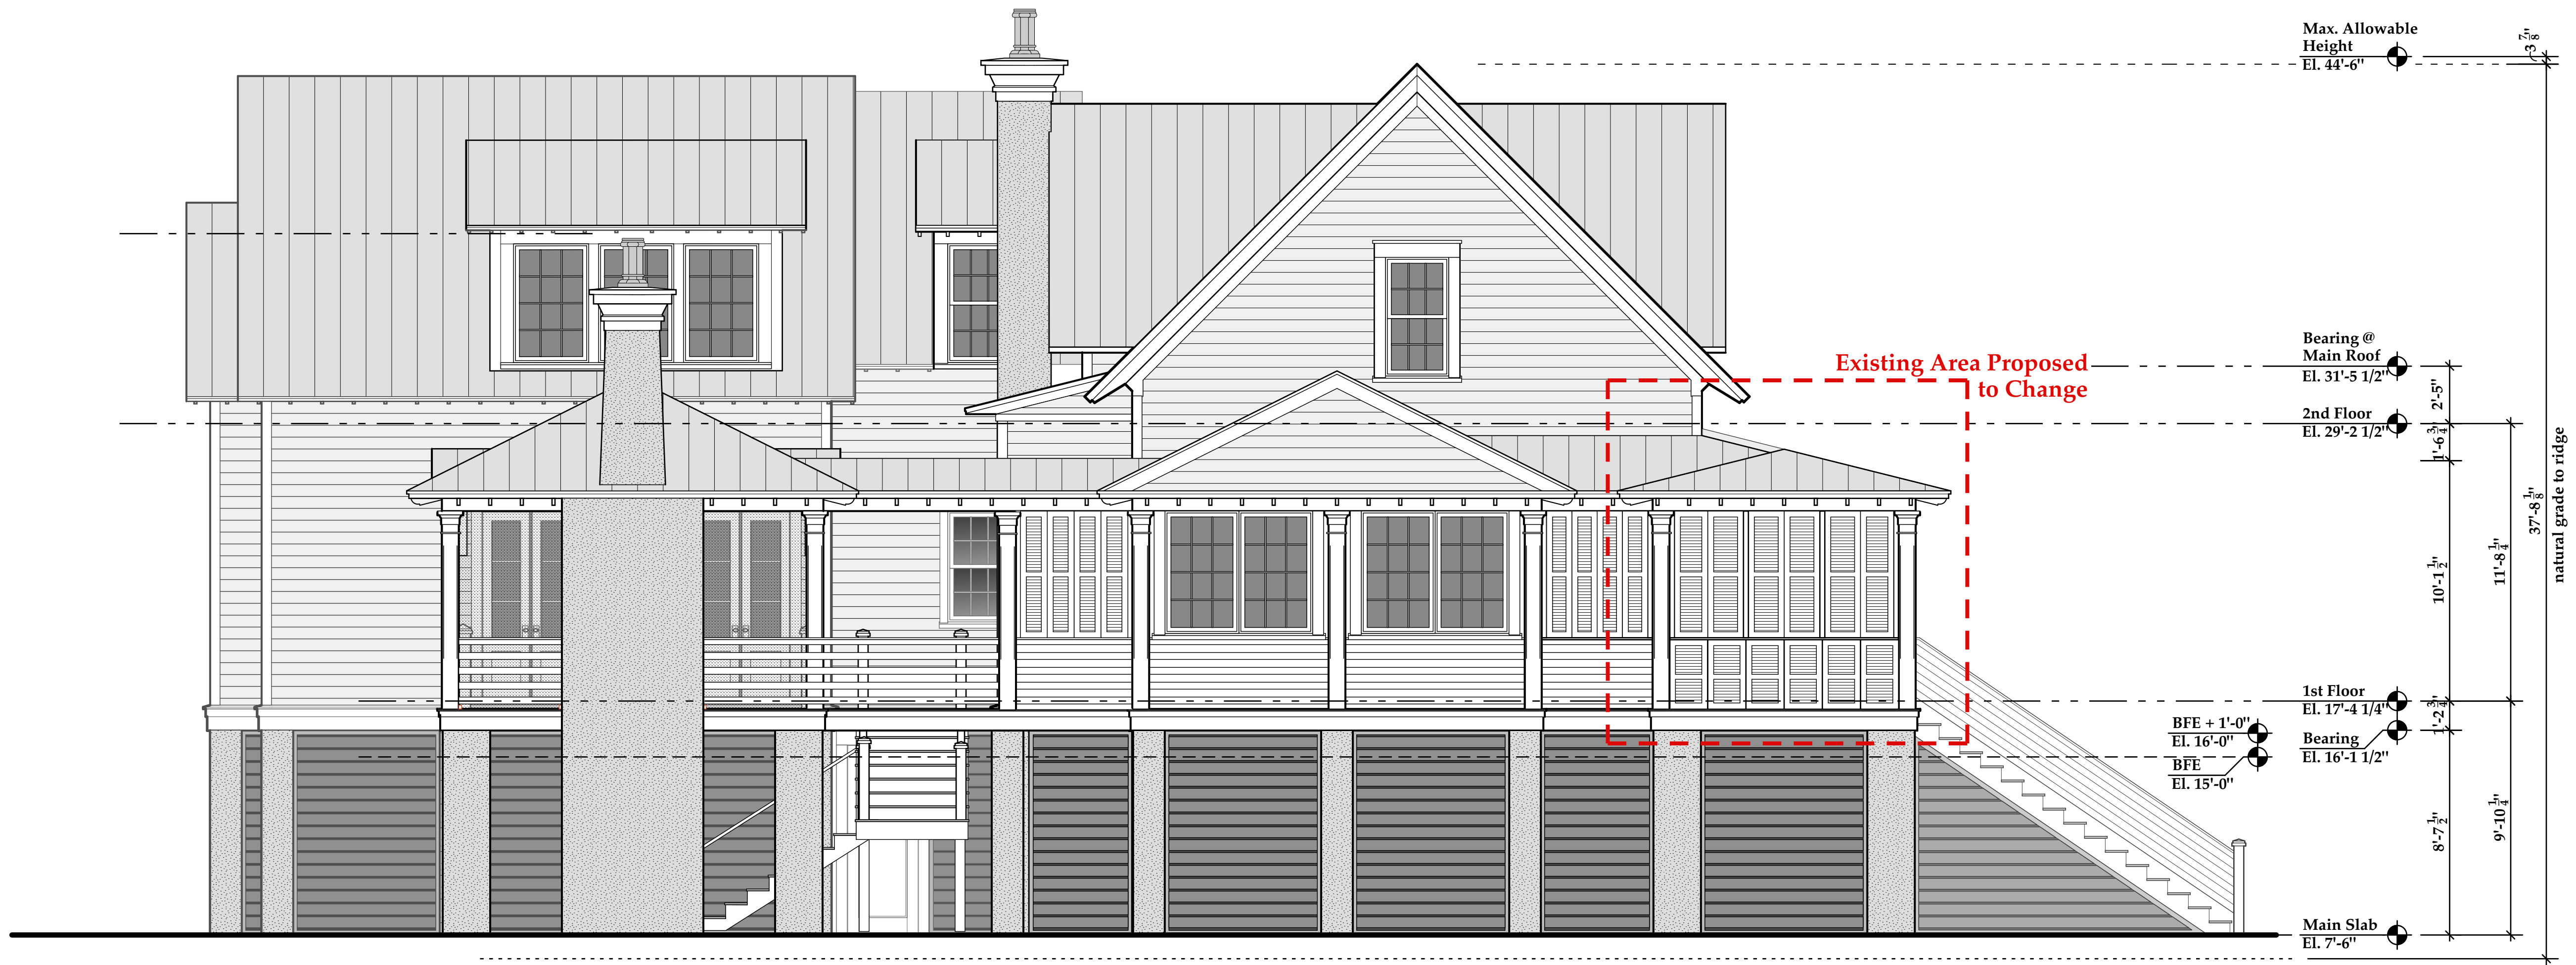 Max. Allowable
Height
El. 44'-6"
3 7/8"
Existing Area Proposed
to Change
Bearing @
Main Roof
El. 31'-5 1/2"
2'-5"
2nd Floor
El. 29'-2 1/2"
1'-6 3/4"
37'-8 1/8"
natural grade to ridge
10'-1 1/2"
11'-8 1/4"
1st Floor
El. 17'-4 1/4"
1'-2 3/4"
BFE + 1'-0"
El. 16'-0"
Bearing
El. 16'-1 1/2"
BFE
El. 15'-0"
8'-7 1/2"
9'-10 1/4"
Main Slab
El. 7'-6"